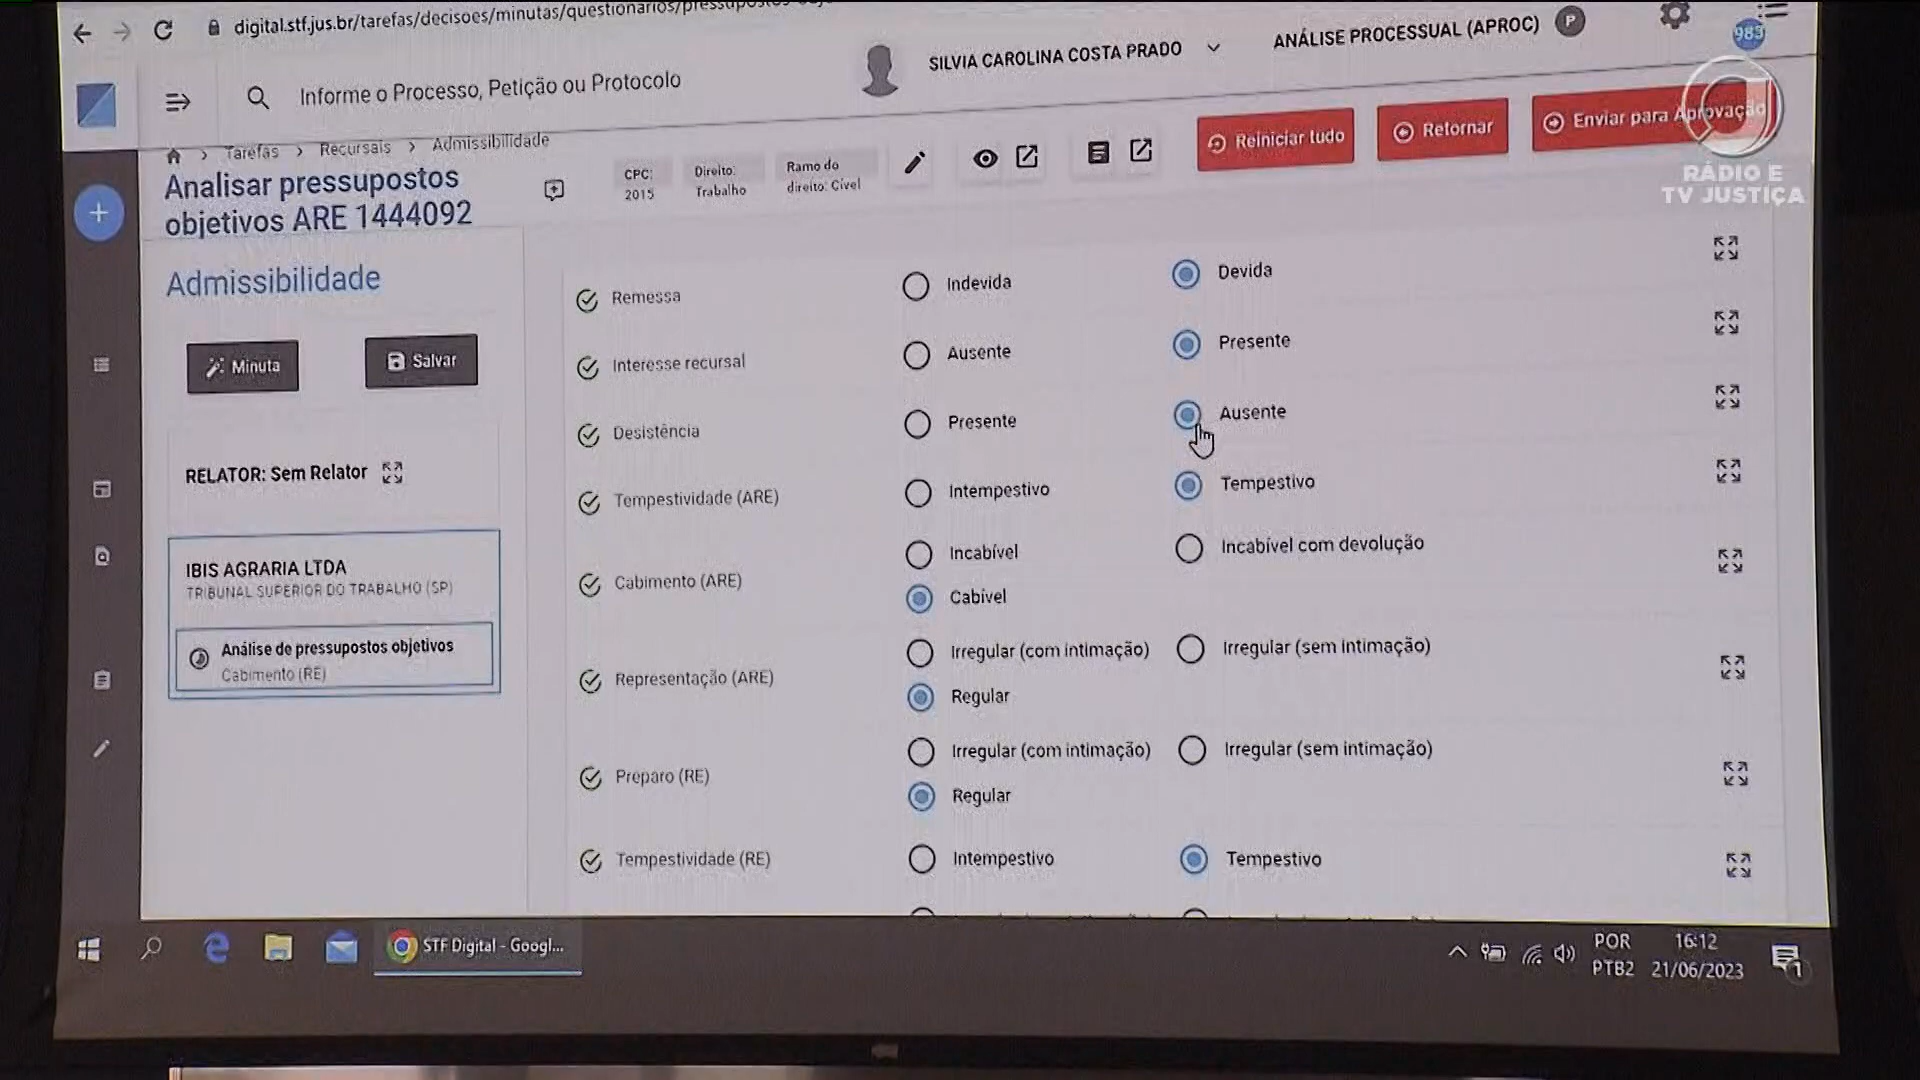 digital.stf.jus.br/tarefas/decisoes/minutas/questionarios/pressupostos-obj
Informe o Processo, Petição ou Protocolo
SILVIA CAROLINA COSTA PRADO
ANÁLISE PROCESSUAL (APROC)
P
983
Tarefas > Recursais > Admissibilidade
Analisar pressupostos
objetivos ARE 1444092
CPC:
2015
Direito:
Trabalho
Ramo do
direito: Cível
Reiniciar tudo
Retornar
Enviar para Aprovação
RÁDIO E
TV JUSTIÇA
Admissibilidade
Minuta
Salvar
RELATOR: Sem Relator
IBIS AGRARIA LTDA
TRIBUNAL SUPERIOR DO TRABALHO (SP)
Análise de pressupostos objetivos
Cabimento (RE)
Remessa Indevida Devida
Interesse recursal Ausente Presente
Desistência Presente Ausente
Tempestividade (ARE) Intempestivo Tempestivo
Cabimento (ARE) Incabível Incabível com devolução
Cabível
Representação (ARE) Irregular (com intimação) Irregular (sem intimação)
Regular
Preparo (RE) Irregular (com intimação) Irregular (sem intimação)
Regular
Tempestividade (RE) Intempestivo Tempestivo
STF Digital - Googl...
POR
PTB2
16:12
21/06/2023
1